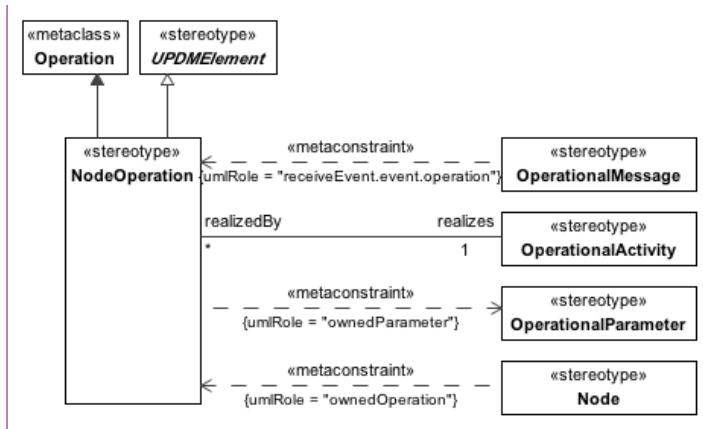 «metaclass»
Operation
«stereotype»
UPDMElement
«stereotype»
NodeOperation
«metaconstraint»
{umlRole = "receiveEvent.event.operation"}
«stereotype»
OperationalMessage
realizedBy
realizes
*
1
«stereotype»
OperationalActivity
«metaconstraint»
{umlRole = "ownedParameter"}
«stereotype»
OperationalParameter
«metaconstraint»
{umlRole = "ownedOperation"}
«stereotype»
Node